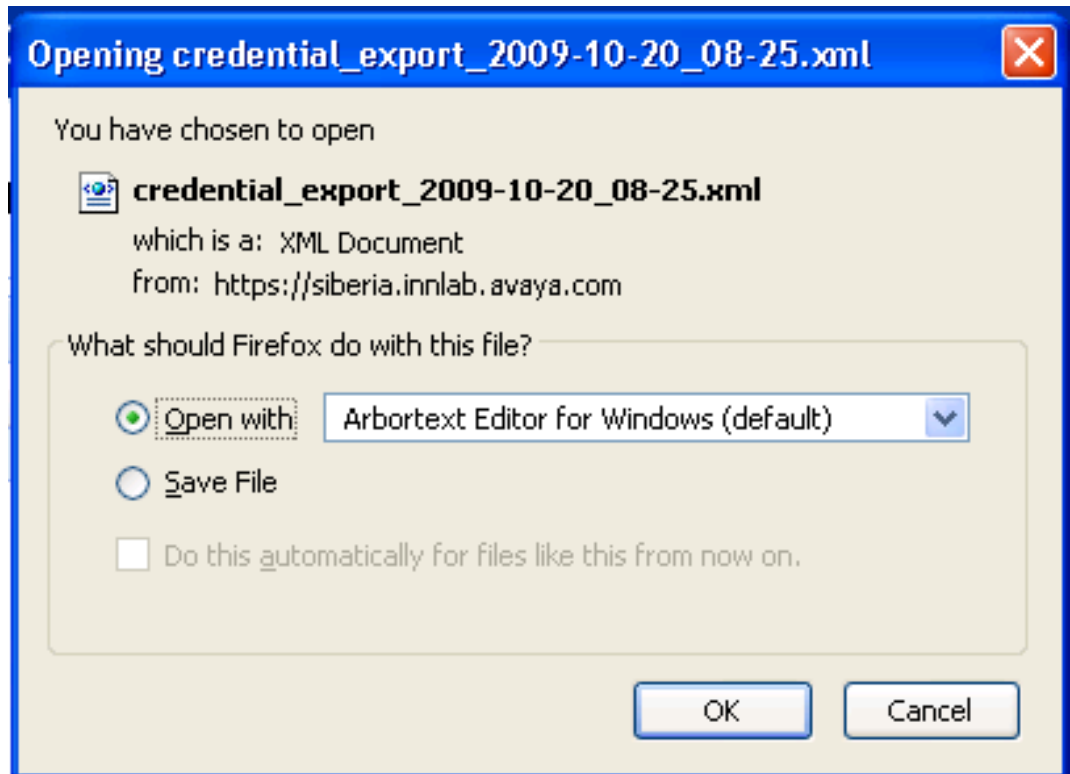 Opening credential_export_2009-10-20_08-25.xml
You have chosen to open
credential_export_2009-10-20_08-25.xml
which is a: XML Document
from: https://siberia.innlab.avaya.com
What should Firefox do with this file?
Open with Arbortext Editor for Windows (default)
Save File
Do this automatically for files like this from now on.
OK Cancel